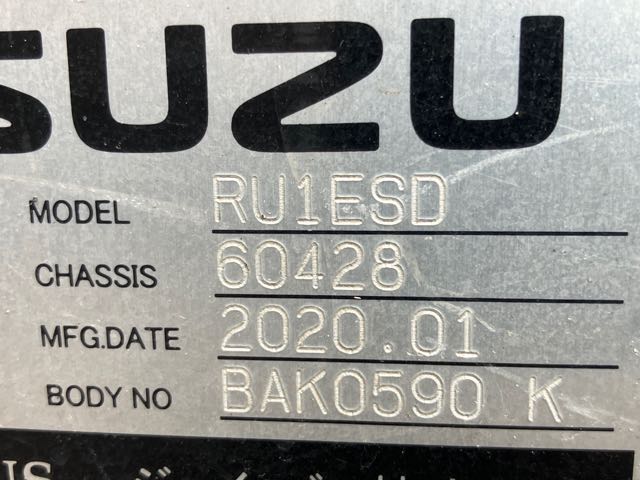 SUZU
MODEL RU1ESD
CHASSIS 60428
MFG.DATE 2020.01
BODY NO BAK0590 K